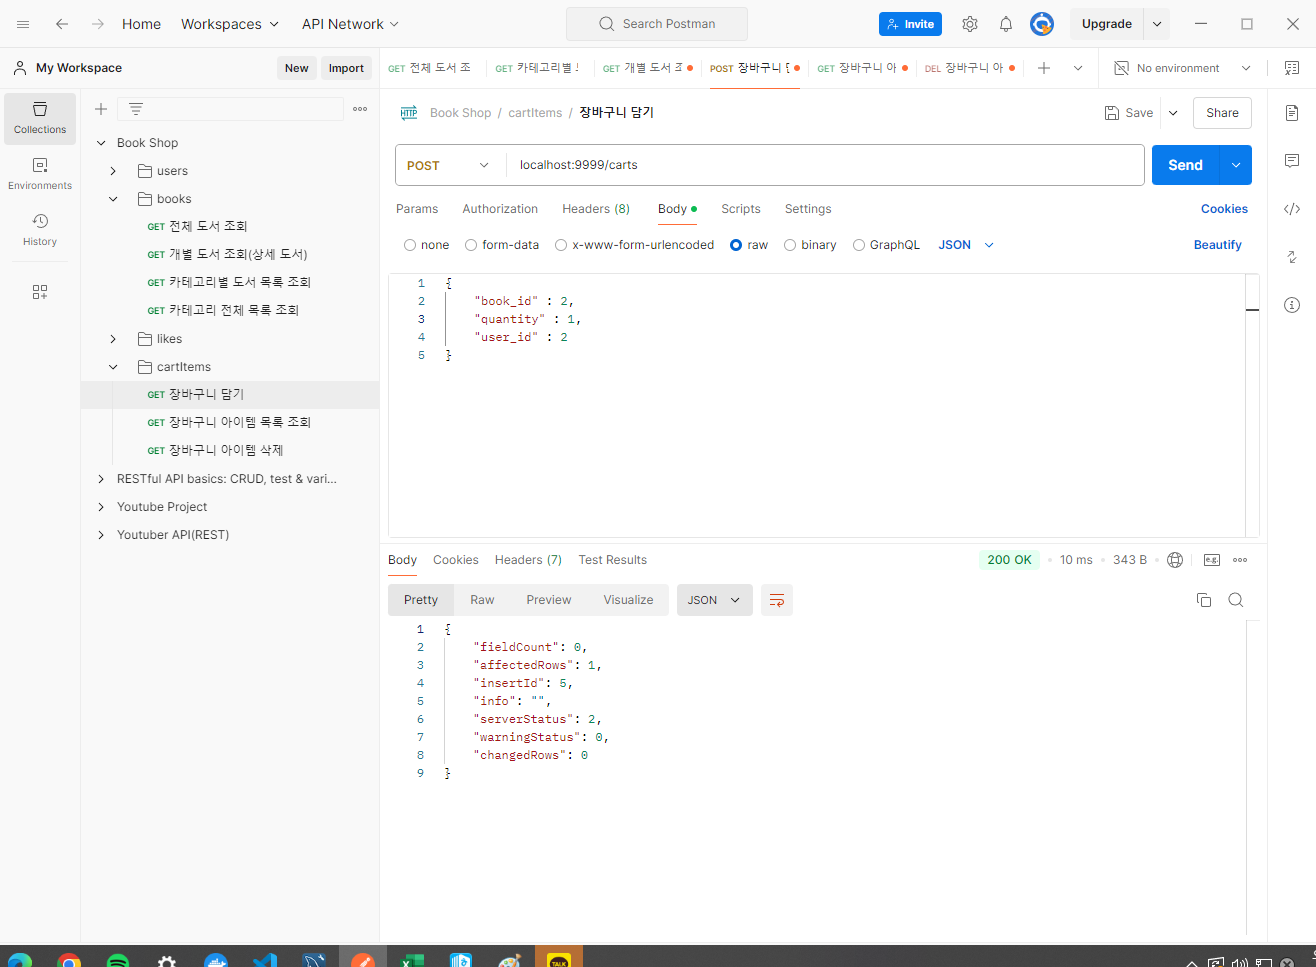 Home
Workspaces
API Network
Search Postman
Invite
Upgrade
My Workspace
New
Import
GET 전체 도서 조
GET 카테고리별
GET 개별 도서 조
POST 장바구니
GET 장바구니 아
DEL 장바구니 아
No environment
Collections
Environments
History
Book Shop
users
books
GET 전체 도서 조회
GET 개별 도서 조회(상세 도서)
GET 카테고리별 도서 목록 조회
GET 카테고리 전체 목록 조회
likes
cartItems
GET 장바구니 담기
GET 장바구니 아이템 목록 조회
GET 장바구니 아이템 삭제
RESTful API basics: CRUD, test & vari...
Youtube Project
Youtuber API(REST)
HTTP Book Shop / cartItems / 장바구니 담기
Save
Share
POST
localhost:9999/carts
Send
Params
Authorization
Headers (8)
Body
Scripts
Settings
Cookies
none
form-data
x-www-form-urlencoded
raw
binary
GraphQL
JSON
Beautify
1 {
2 "book_id" : 2,
3 "quantity" : 1,
4 "user_id" : 2
5 }
Body
Cookies
Headers (7)
Test Results
200 OK
10 ms
343 B
e.g.
Pretty
Raw
Preview
Visualize
JSON
1 {
2 "fieldCount": 0,
3 "affectedRows": 1,
4 "insertId": 5,
5 "info": "",
6 "serverStatus": 2,
7 "warningStatus": 0,
8 "changedRows": 0
9 }
TALK